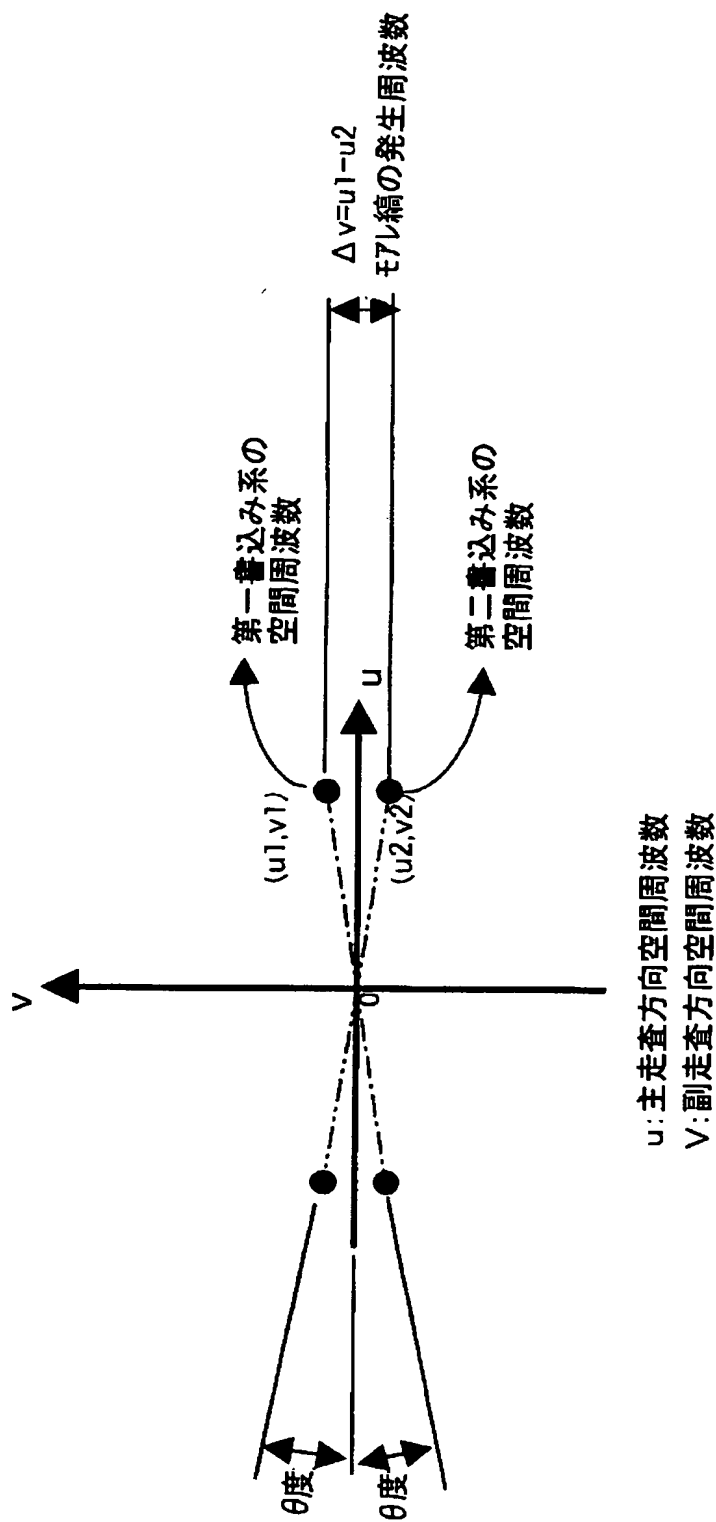 v
第一書込み系の
空間周波数
(u1,v1)
Δv=u1-u2
モアレ縞の発生周波数
θ度
0
u
θ度
(u2,v2)
第二書込み系の
空間周波数
u:主走査方向空間周波数
V:副走査方向空間周波数